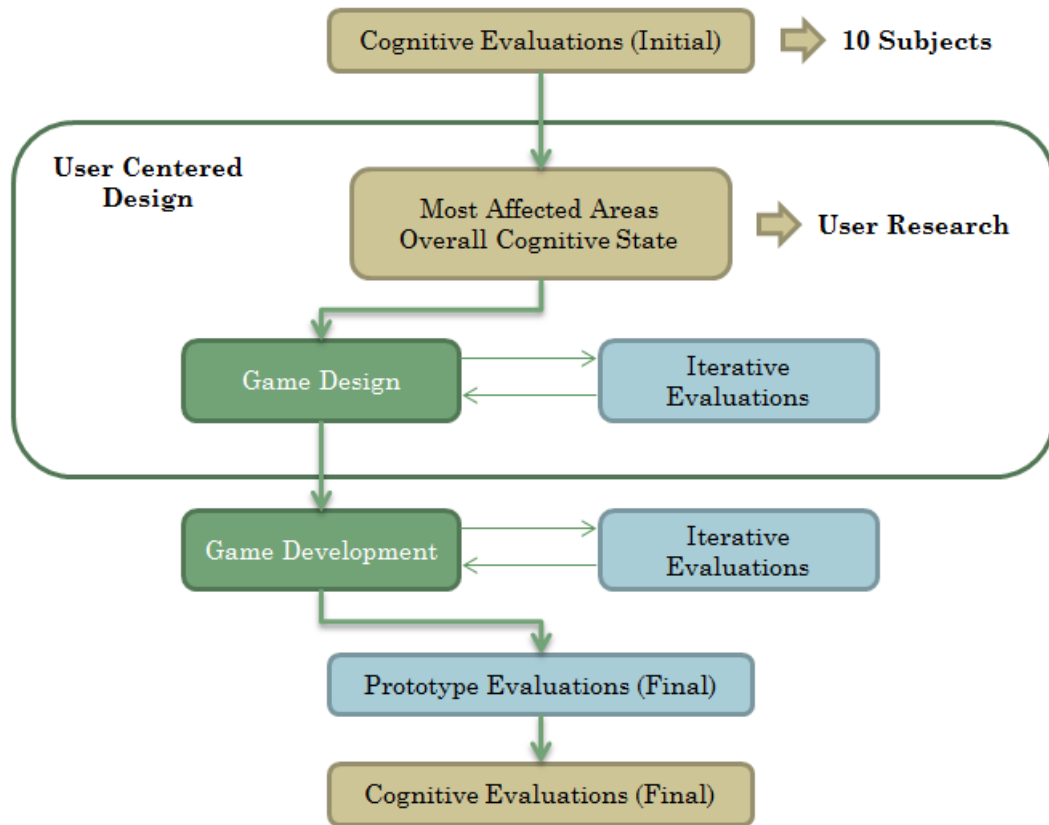 Cognitive Evaluations (Initial)
10 Subjects
User Centered
Design
Most Affected Areas
Overall Cognitive State
User Research
Game Design
Iterative
Evaluations
Game Development
Iterative
Evaluations
Prototype Evaluations (Final)
Cognitive Evaluations (Final)